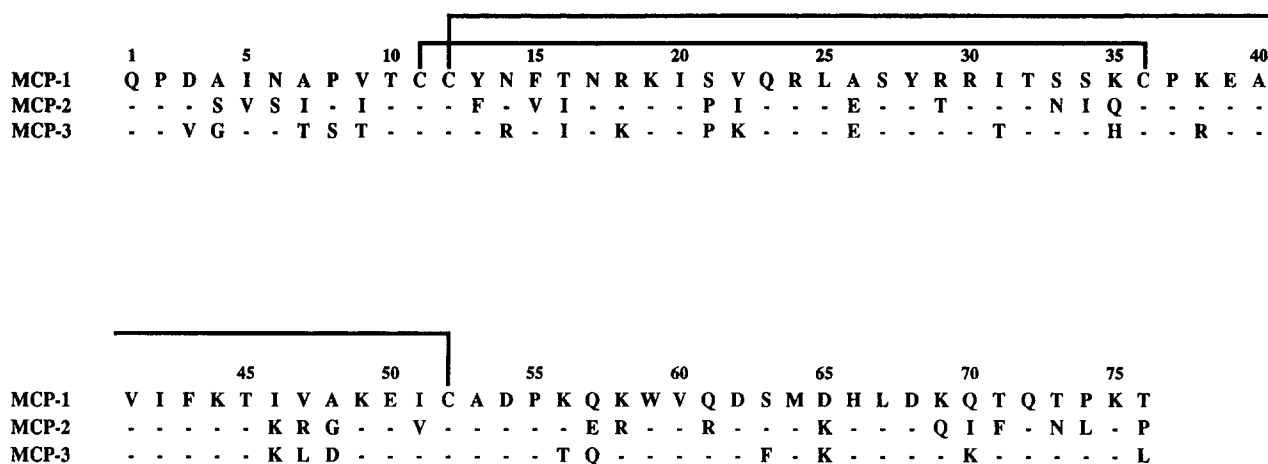 1 5 10 15 20 25 30 40
MCP-1 Q P D A I N A P V T C C Y N F T N R K I S V Q R L A S Y R R I T S S K C P K E A
MCP-2 - - - S V S I - I - - - F - V I - - - - P I - - - E - - T - - - N I Q - - - - -
MCP-3 - - V G - - T S T - - - - R - I - K - - P K - - - E - - - - T - - - H - - R - -
45 50 55 60 65 70 75
MCP-1 V I F K T I V A K E I C A D P K Q K W V Q D S M D H L D K Q T Q T P K T
MCP-2 - - - - - K R G - - V - - - - - E R - - R - - - K - - - Q I F - N L - P
MCP-3 - - - - - K L D - - - - - - - T Q - - - - - F - K - - - - K - - - - - L